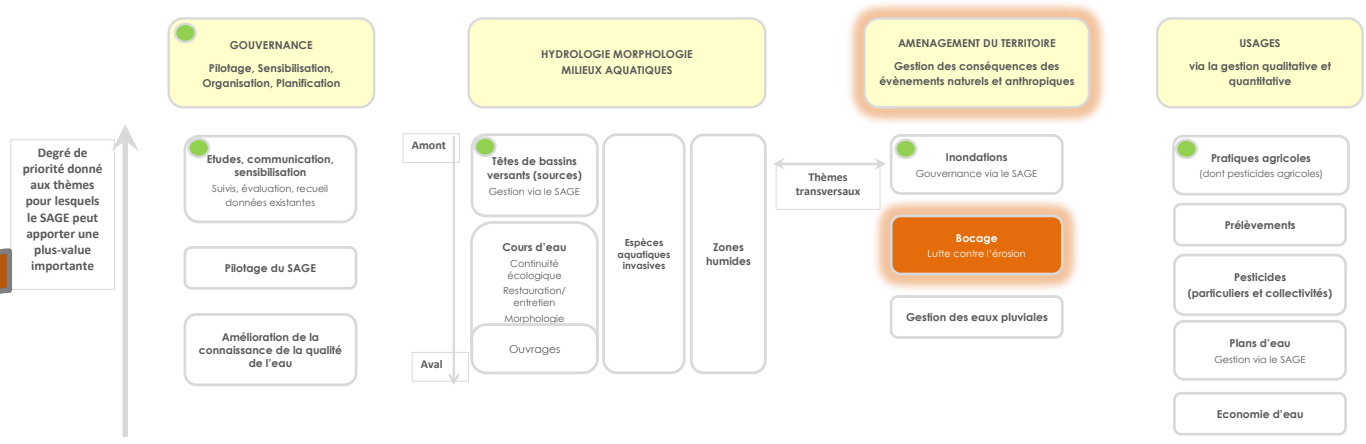 GOUVERNANCE
Pilotage, Sensibilisation,
Organisation, Planification
HYDROLOGIE MORPHOLOGIE
MILIEUX AQUATIQUES
AMENAGEMENT DU TERRITOIRE
Gestion des conséquences des
évènements naturels et anthropiques
USAGES
via la gestion qualitative et
quantitative
Degré de
priorité donné
aux thèmes
pour lesquels
le SAGE peut
apporter une
plus-value
importante
Etudes, communication,
sensibilisation
Suivis, évaluation, recueil
données existantes
Pilotage du SAGE
Amélioration de la
connaissance de la qualité
de l'eau
Amont
Aval
Têtes de bassins
versants (sources)
Gestion via le SAGE
Cours d'eau
Continuité
écologique
Restauration/
entretien
Morphologie
Ouvrages
Espèces
aquatiques
invasives
Zones
humides
Thèmes
transversaux
Inondations
Gouvernance via le SAGE
Bocage
Lutte contre l'érosion
Gestion des eaux pluviales
Pratiques agricoles
(dont pesticides agricoles)
Prélèvements
Pesticides
(particuliers et collectivités)
Plans d'eau
Gestion via le SAGE
Economie d'eau